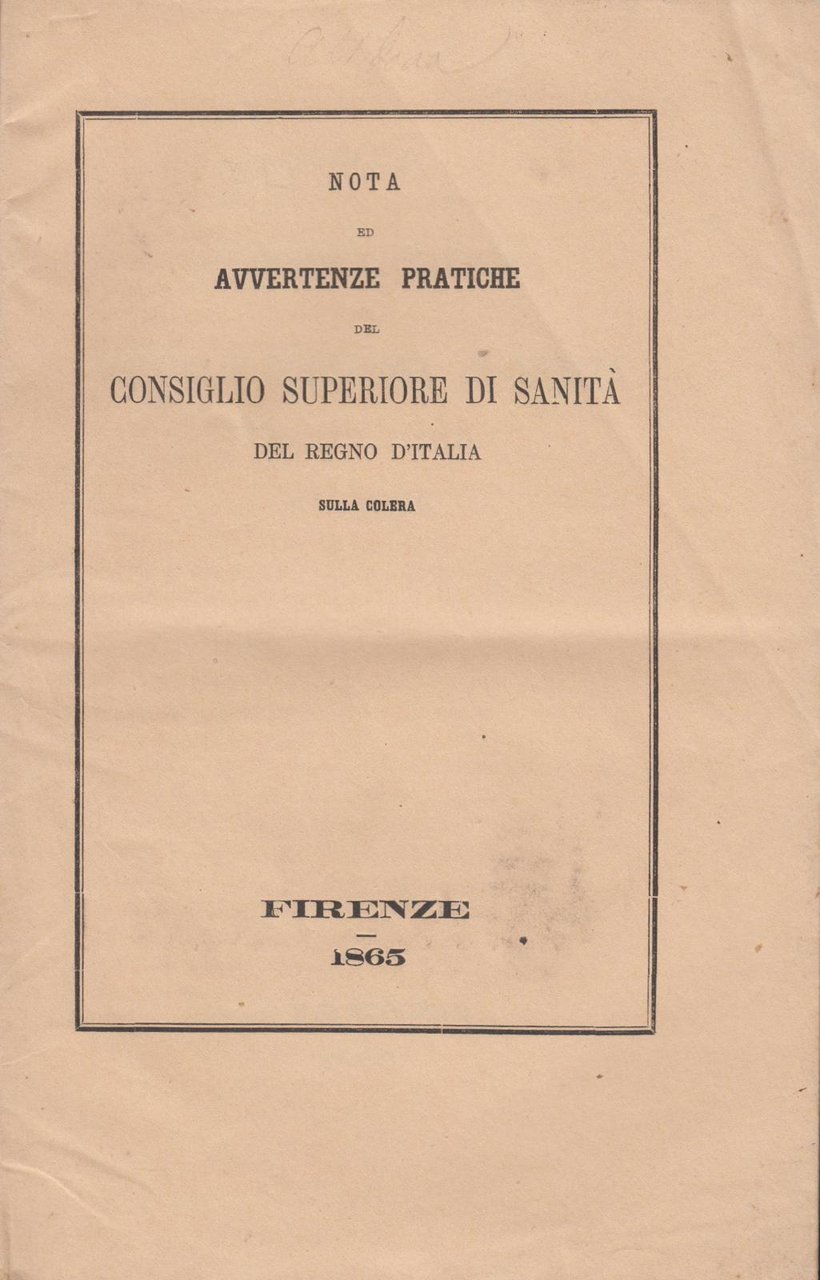 NOTA
ED
AVVERTENZE PRATICHE
DEL
CONSIGLIO SUPERIORE DI SANITÀ
DEL REGNO D'ITALIA
SULLA COLERA
FIRENZE
1865